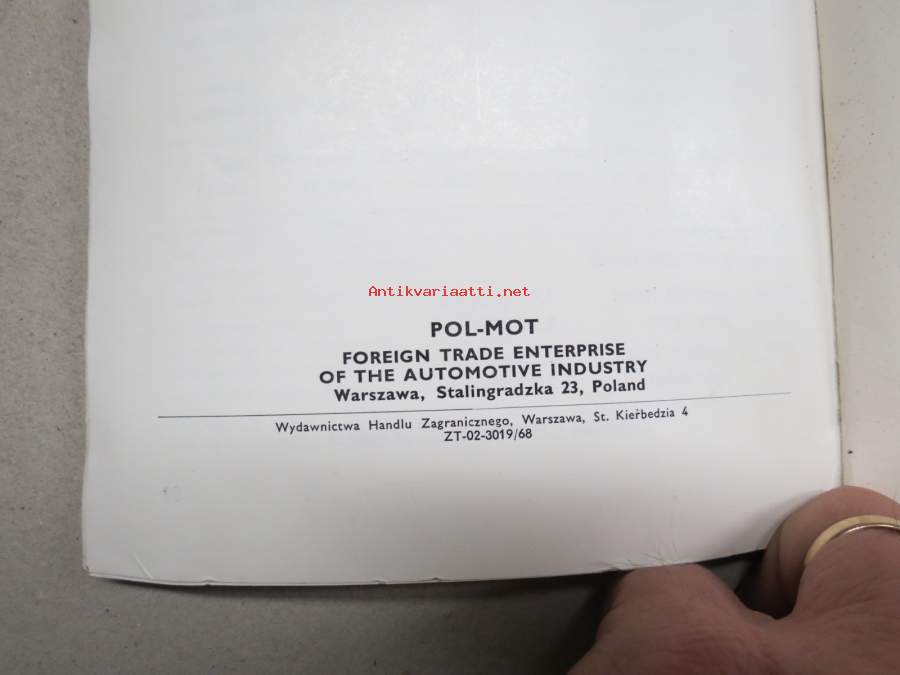 Antikvariaatti.net
POL-MOT
FOREIGN TRADE ENTERPRISE
OF THE AUTOMOTIVE INDUSTRY
Warszawa, Stalingradzka 23, Poland
Wydawnictwa Handlu Zagranicznego, Warszawa, St. Kieŕbedzia 4
ZT-02-3019/68